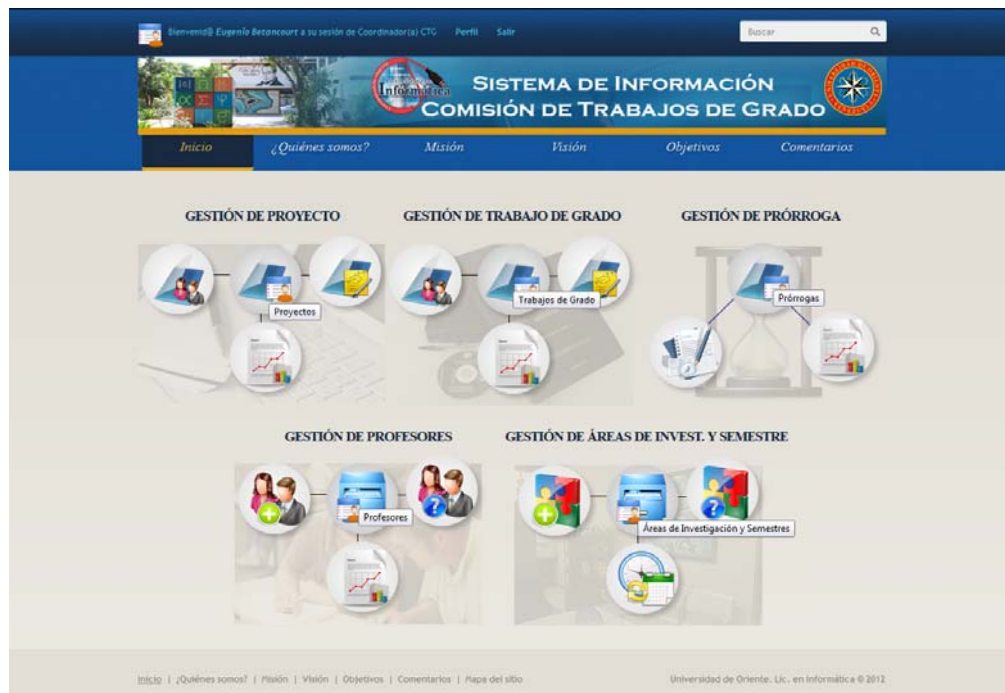 Bienvenid@ Eugenio Betancourt a su sesión de Coordinador(a) CTG Perfil Salir
Buscar
Informática
SISTEMA DE INFORMACIÓN
COMISIÓN DE TRABAJOS DE GRADO
Inicio ¿Quiénes somos? Misión Visión Objetivos Comentarios
GESTIÓN DE PROYECTO GESTIÓN DE TRABAJO DE GRADO GESTIÓN DE PRÓRROGA
Proyectos
Trabajos de Grado
Prórrogas
GESTIÓN DE PROFESORES GESTIÓN DE ÁREAS DE INVEST. Y SEMESTRE
Profesores
Áreas de Investigación y Semestres
Inicio | ¿Quiénes somos? | Misión | Visión | Objetivos | Comentarios | Mapa del sitio
Universidad de Oriente. Lic. en Informática © 2012